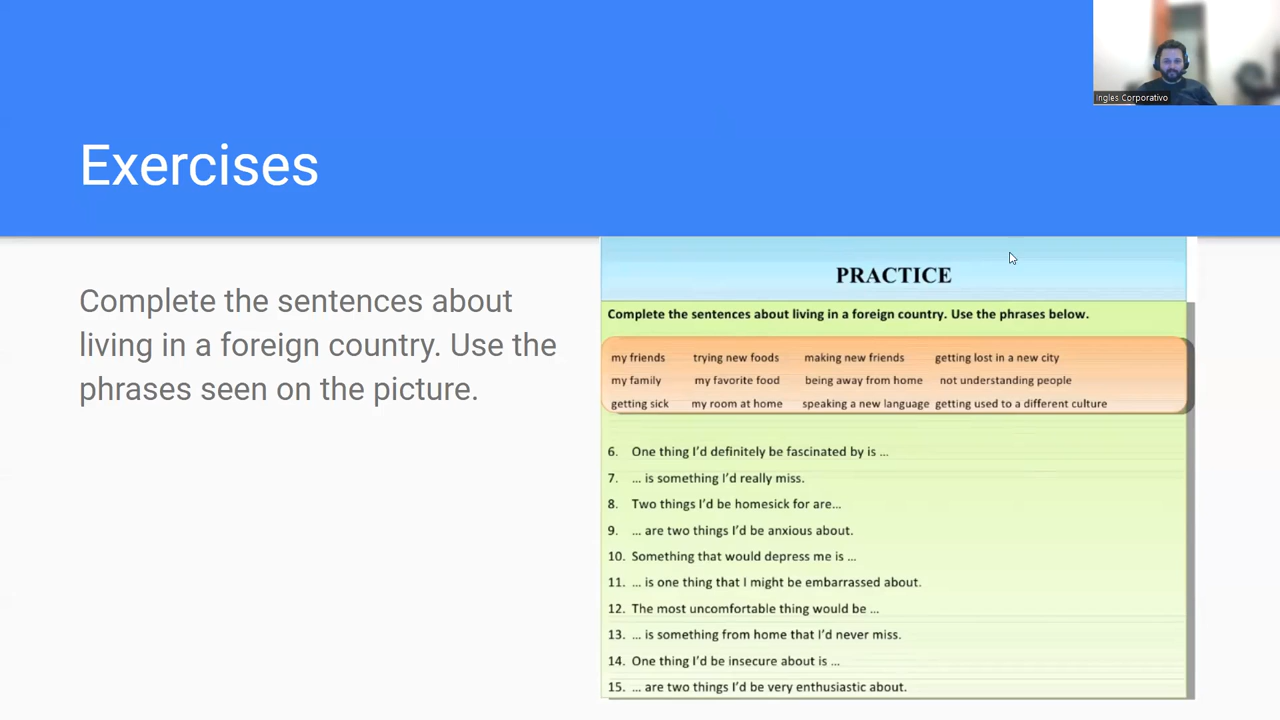 Ingles Corporativo
Exercises
Complete the sentences about
living in a foreign country. Use the
phrases seen on the picture.
PRACTICE
Complete the sentences about living in a foreign country. Use the phrases below.
my friends trying new foods making new friends getting lost in a new city
my family my favorite food being away from home not understanding people
getting sick my room at home speaking a new language getting used to a different culture
6. One thing I'd definitely be fascinated by is ...
7. ... is something I'd really miss.
8. Two things I'd be homesick for are...
9. ... are two things I'd be anxious about.
10. Something that would depress me is ...
11. ... is one thing that I might be embarrassed about.
12. The most uncomfortable thing would be ...
13. ... is something from home that I'd never miss.
14. One thing I'd be insecure about is ...
15. ... are two things I'd be very enthusiastic about.